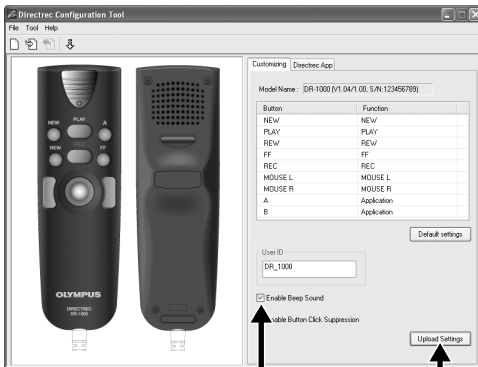 Directrec Configuration Tool
File Tool Help
Customizing Directrec App
Model Name : DR-1000 (V1.04/1.00, S/N:123456789)
Button Function
NEW NEW
PLAY PLAY
REW REW
FF FF
REC REC
MOUSE L MOUSE L
MOUSE R MOUSE R
A Application
B Application
Default settings
User ID
DR_1000
Enable Beep Sound
nable Button Click Suppression
Upload Settings
NEW PLAY A
REW REC FF
OLYMPUS
DIRECTREC
DR-1000